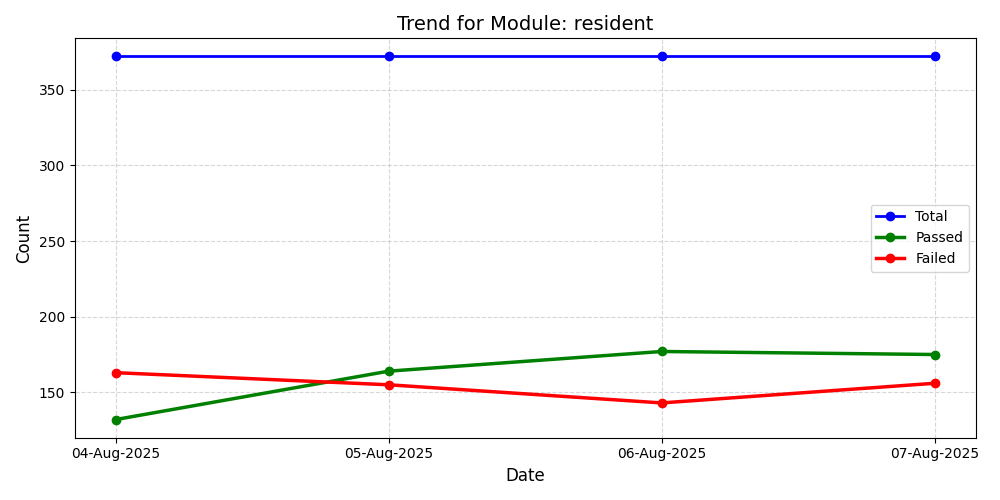 Trend for Module: resident
Count
350
300
250
200
150
Total
Passed
Failed
04-Aug-2025
05-Aug-2025
06-Aug-2025
07-Aug-2025
Date